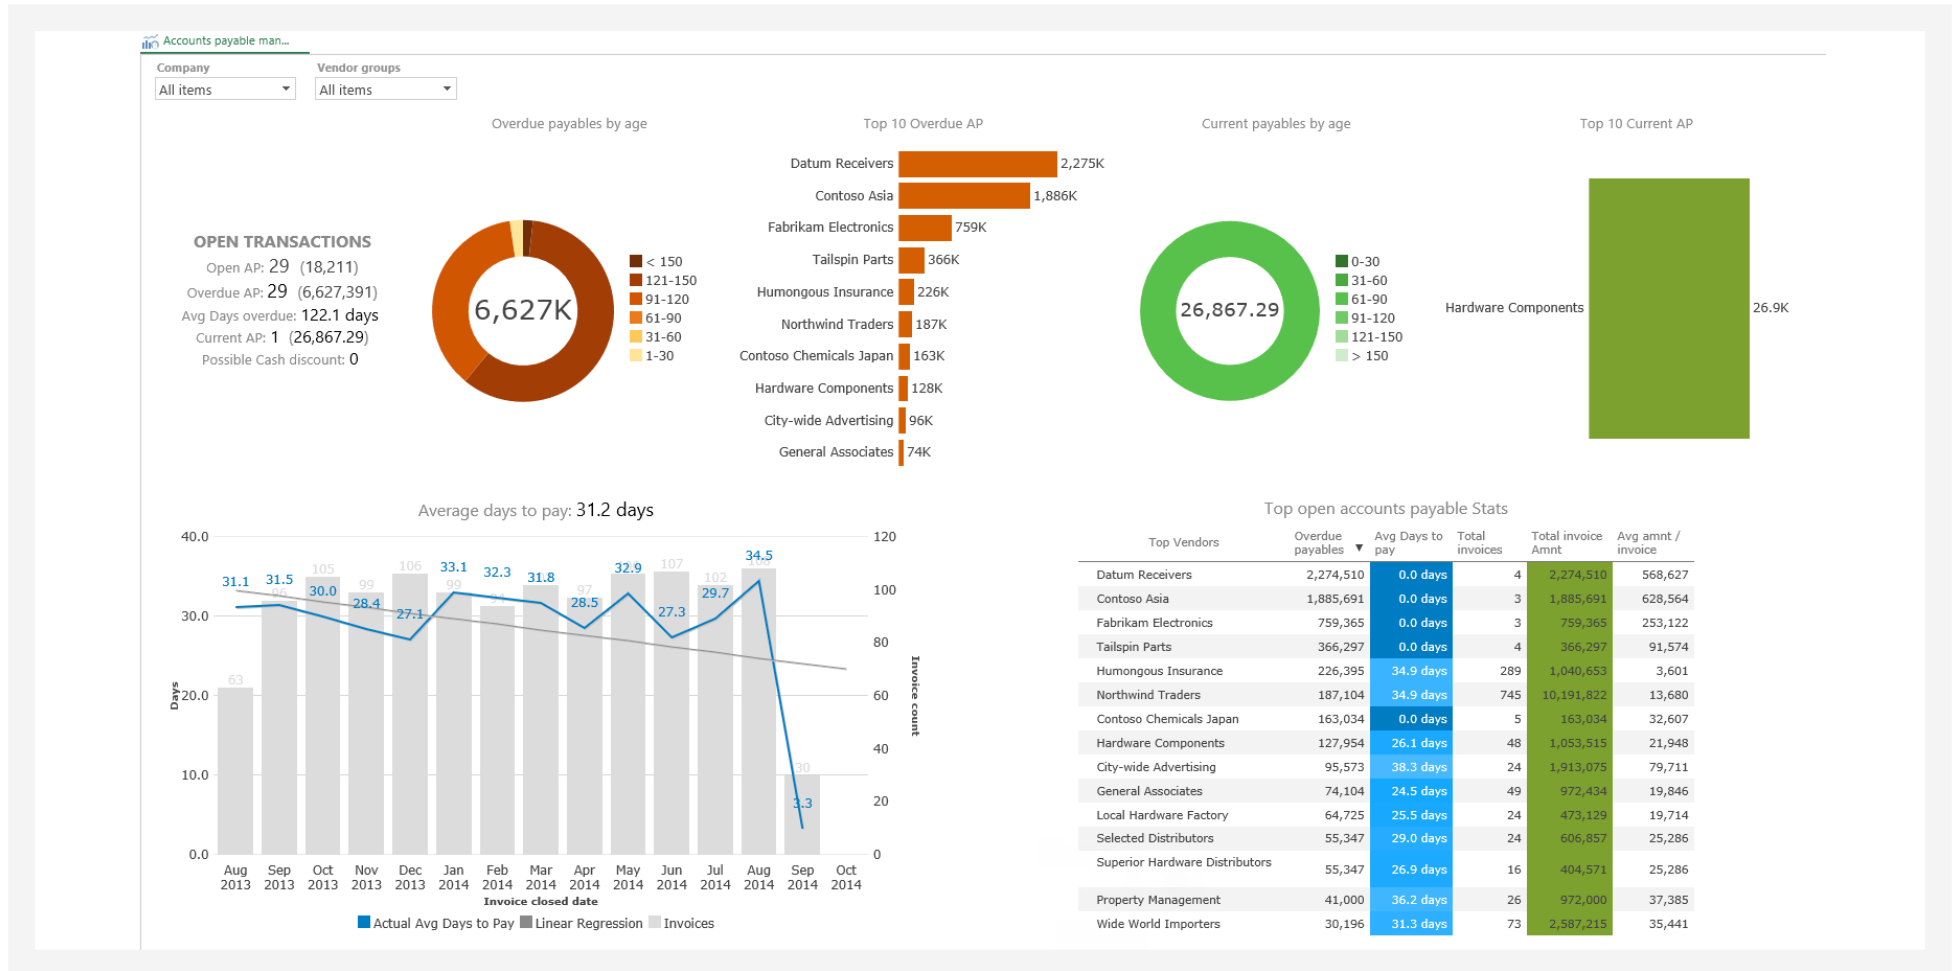 Accounts payable man...
Company
Vendor groups
All items
All items
Overdue payables by age
Top 10 Overdue AP
Current payables by age
Top 10 Current AP
OPEN TRANSACTIONS
Open AP: 29 (18,211)
Overdue AP: 29 (6,627,391)
Avg Days overdue: 122.1 days
Current AP: 1 (26,867.29)
Possible Cash discount: 0
6,627K
< 150
121-150
91-120
61-90
31-60
1-30
Datum Receivers 2,275K
Contoso Asia 1,886K
Fabrikam Electronics 759K
Tailspin Parts 366K
Humongous Insurance 226K
Northwind Traders 187K
Contoso Chemicals Japan 163K
Hardware Components 128K
City-wide Advertising 96K
General Associates 74K
26,867.29
0-30
31-60
61-90
91-120
121-150
> 150
Hardware Components 26.9K
Average days to pay: 31.2 days
40.0
30.0
20.0
10.0
0.0
Days
31.1 31.5 30.0 28.4 27.1 33.1 32.3 31.8 28.5 32.9 27.3 29.7 34.5 3.3
63 96 105 99 106 99 94 97 107 102 108 30
120
100
80
60
40
20
0
Invoice count
Aug 2013
Sep 2013
Oct 2013
Nov 2013
Dec 2013
Jan 2014
Feb 2014
Mar 2014
Apr 2014
May 2014
Jun 2014
Jul 2014
Aug 2014
Sep 2014
Oct 2014
Invoice closed date
Actual Avg Days to Pay Linear Regression Invoices
Top open accounts payable Stats
Top Vendors Overdue payables ▼ Avg Days to pay Total invoices Total invoice Amnt Avg amnt / invoice
Datum Receivers 2,274,510 0.0 days 4 2,274,510 568,627
Contoso Asia 1,885,691 0.0 days 3 1,885,691 628,564
Fabrikam Electronics 759,365 0.0 days 3 759,365 253,122
Tailspin Parts 366,297 0.0 days 4 366,297 91,574
Humongous Insurance 226,395 34.9 days 289 1,040,653 3,601
Northwind Traders 187,104 34.9 days 745 10,191,822 13,680
Contoso Chemicals Japan 163,034 0.0 days 5 163,034 32,607
Hardware Components 127,954 26.1 days 48 1,053,515 21,948
City-wide Advertising 95,573 38.3 days 24 1,913,075 79,711
General Associates 74,104 24.5 days 49 972,434 19,846
Local Hardware Factory 64,725 25.5 days 24 473,129 19,714
Selected Distributors 55,347 29.0 days 24 606,857 25,286
Superior Hardware Distributors 55,347 26.9 days 16 404,571 25,286
Property Management 41,000 36.2 days 26 972,000 37,385
Wide World Importers 30,196 31.3 days 73 2,587,215 35,441